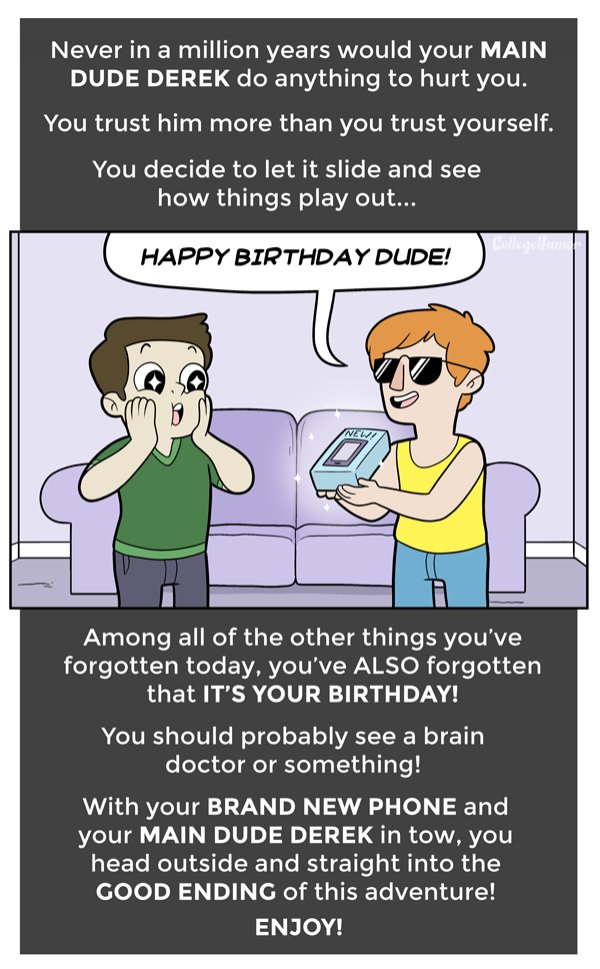 Never in a million years would your MAIN
DUDE DEREK do anything to hurt you.
You trust him more than you trust yourself.
You decide to let it slide and see
how things play out...
CollegeHumor
HAPPY BIRTHDAY DUDE!
NEW!
Among all of the other things you've
forgotten today, you've ALSO forgotten
that IT'S YOUR BIRTHDAY!
You should probably see a brain
doctor or something!
With your BRAND NEW PHONE and
your MAIN DUDE DEREK in tow, you
head outside and straight into the
GOOD ENDING of this adventure!
ENJOY!